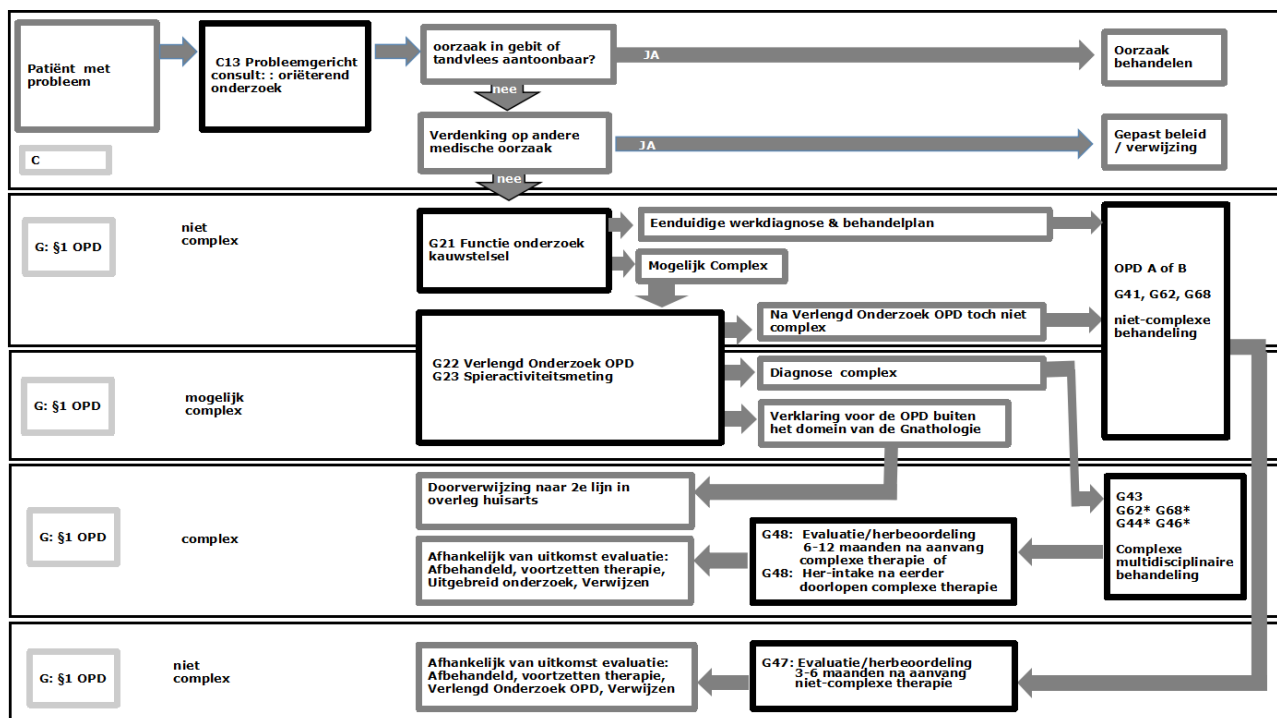 Patiënt met
probleem
C13 Probleemgericht
consult: : oriëterend
onderzoek
oorzaak in gebit of
tandvlees aantoonbaar?
JA
Oorzaak
behandelen
nee
Verdenking op andere
medische oorzaak
JA
Gepast beleid
/ verwijzing
C
nee
G: §1 OPD
niet
complex
G21 Functie onderzoek
kauwstelsel
Eenduidige werkdiagnose & behandelplan
Mogelijk Complex
OPD A of B
G41, G62, G68
niet-complexe
behandeling
Na Verlengd Onderzoek OPD toch niet
complex
G22 Verlengd Onderzoek OPD
G23 Spieractiviteitsmeting
G: §1 OPD
mogelijk
complex
Diagnose complex
Verklaring voor de OPD buiten
het domein van de Gnathologie
G: §1 OPD
complex
Doorverwijzing naar 2e lijn in
overleg huisarts
G43
G62* G68*
G44* G46*
Complexe
multidisciplinaire
behandeling
G48: Evaluatie/herbeoordeling
6-12 maanden na aanvang
complexe therapie of
G48: Her-intake na eerder
doorlopen complexe therapie
Afhankelijk van uitkomst evaluatie:
Afbehandeld, voortzetten therapie,
Uitgebreid onderzoek, Verwijzen
G: §1 OPD
niet
complex
Afhankelijk van uitkomst evaluatie:
Afbehandeld, voortzetten therapie,
Verlengd Onderzoek OPD, Verwijzen
G47: Evaluatie/herbeoordeling
3-6 maanden na aanvang
niet-complexe therapie